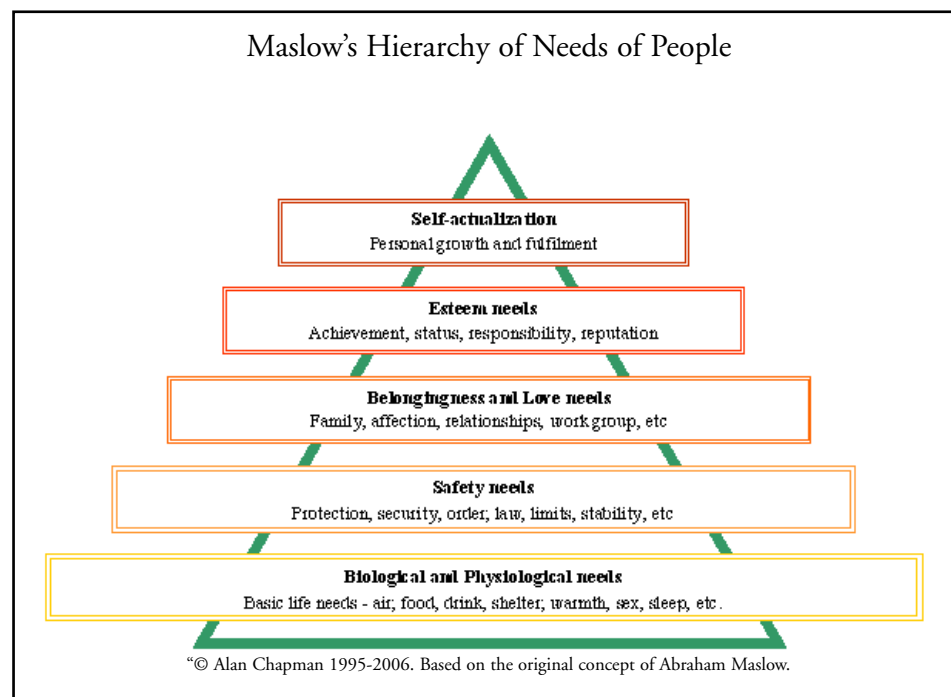 Maslow’s Hierarchy of Needs of People
Self-actualization
Personal growth and fulfilment
Esteem needs
Achievement, status, responsibility, reputation
Belongingness and Love needs
Family, affection, relationships, work group, etc
Safety needs
Protection, security, order, law, limits, stability, etc
Biological and Physiological needs
Basic life needs - air, food, drink, shelter, warmth, sex, sleep, etc.
“© Alan Chapman 1995-2006. Based on the original concept of Abraham Maslow.